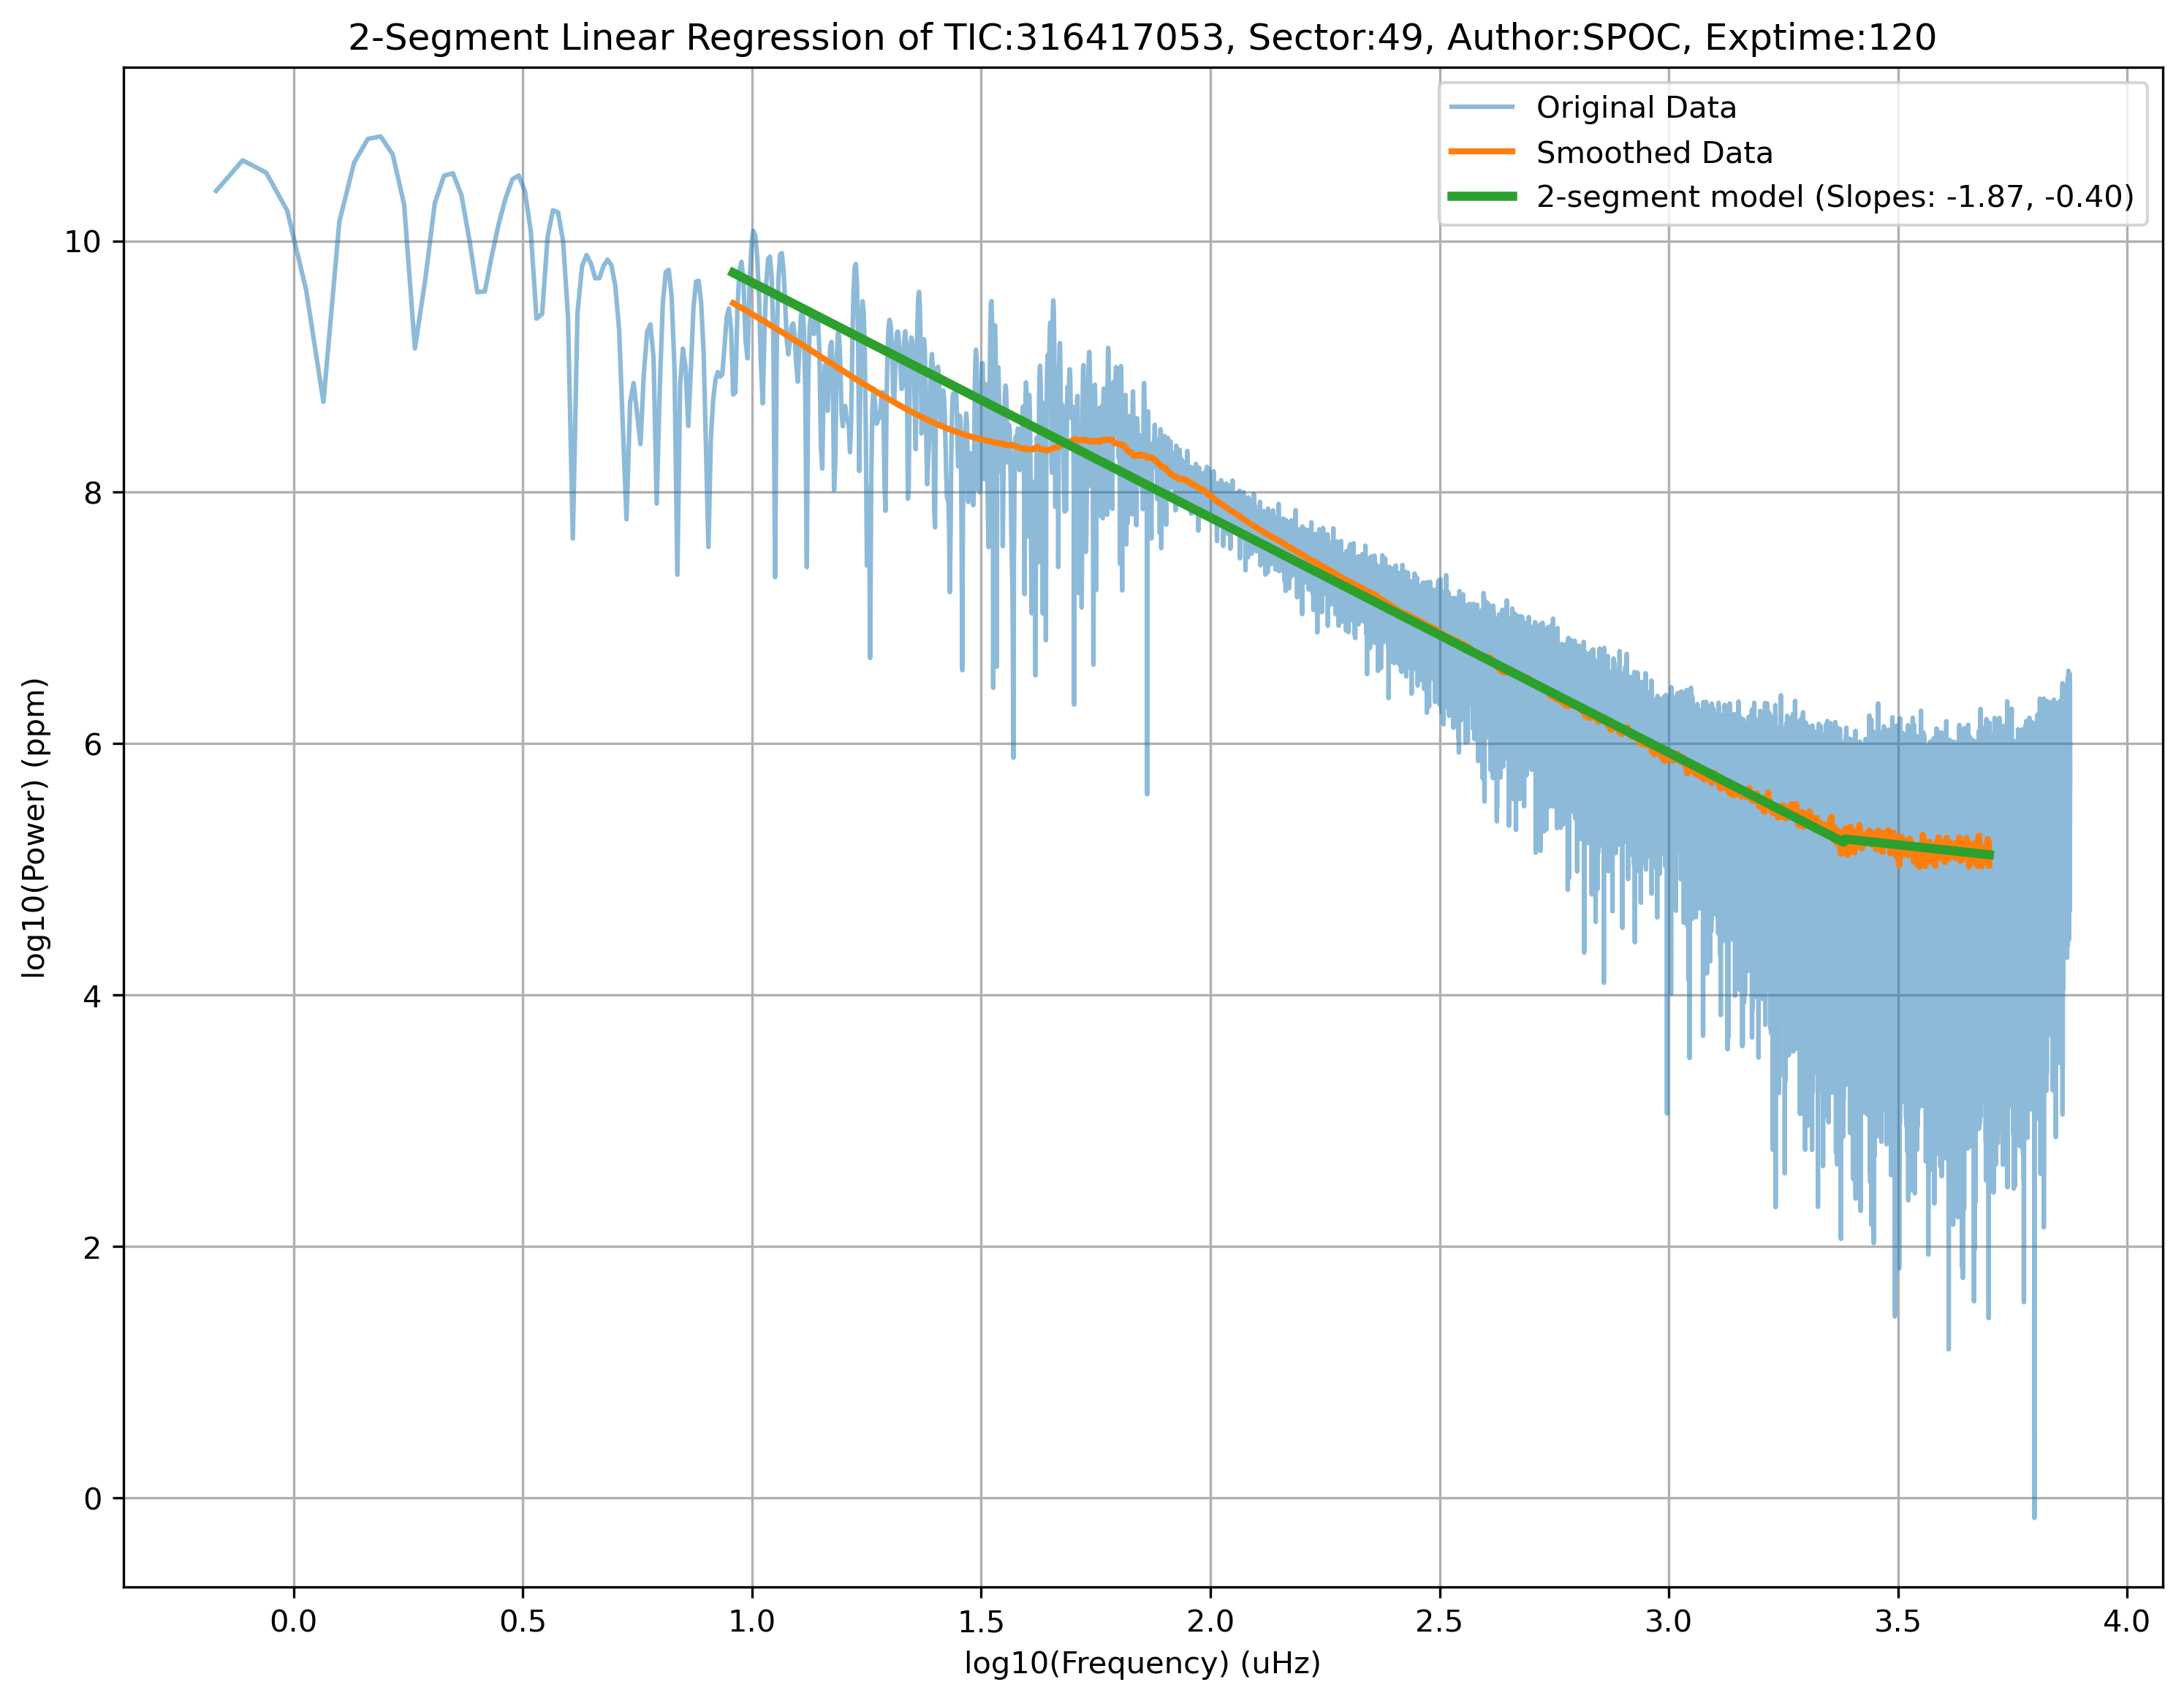 2-Segment Linear Regression of TIC:316417053, Sector:49, Author:SPOC, Exptime:120
Original Data
Smoothed Data
2-segment model (Slopes: -1.87, -0.40)
log10(Power) (ppm)
10
8
6
4
2
0
0.0 0.5 1.0 1.5 2.0 2.5 3.0 3.5 4.0
log10(Frequency) (uHz)